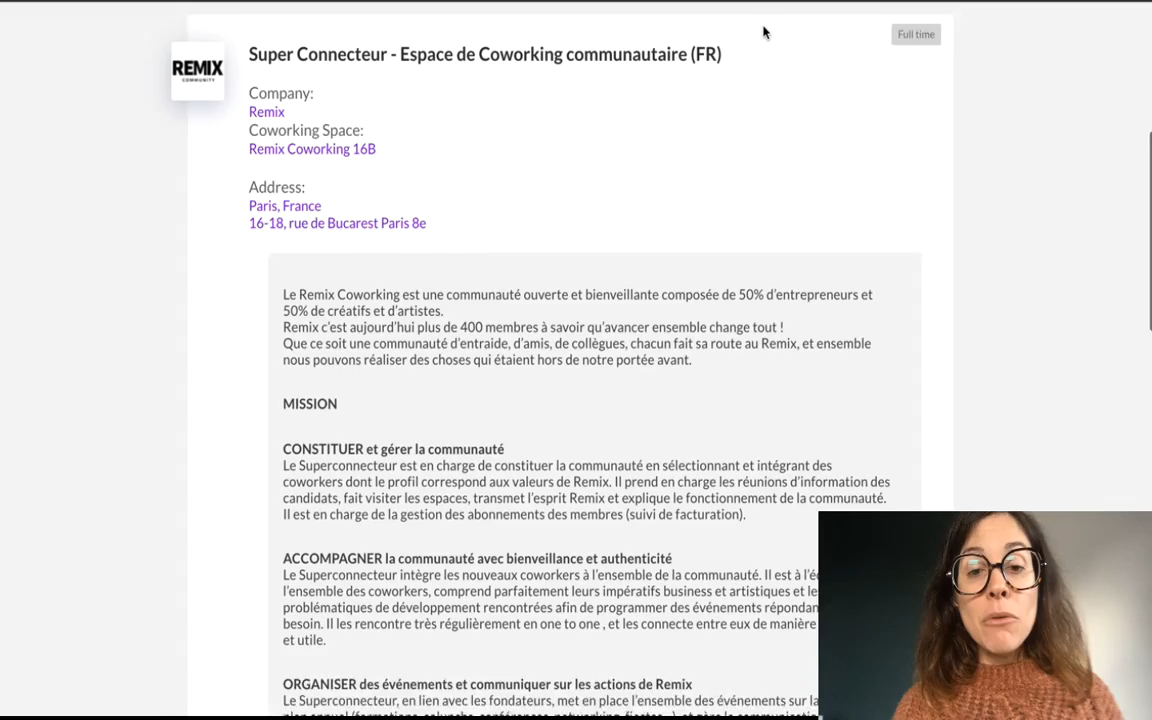 Full time
REMIX
COMMUNITY
Super Connecteur - Espace de Coworking communautaire (FR)
Company:
Remix
Coworking Space:
Remix Coworking 16B
Address:
Paris, France
16-18, rue de Bucarest Paris 8e
Le Remix Coworking est une communauté ouverte et bienveillante composée de 50% d’entrepreneurs et
50% de créatifs et d’artistes.
Remix c’est aujourd’hui plus de 400 membres à savoir qu’avancer ensemble change tout !
Que ce soit une communauté d’entraide, d’amis, de collègues, chacun fait sa route au Remix, et ensemble
nous pouvons réaliser des choses qui étaient hors de notre portée avant.
MISSION
CONSTITUER et gérer la communauté
Le Superconnecteur est en charge de constituer la communauté en sélectionnant et intégrant des
coworkers dont le profil correspond aux valeurs de Remix. Il prend en charge les réunions d’information des
candidats, fait visiter les espaces, transmet l’esprit Remix et explique le fonctionnement de la communauté.
Il est en charge de la gestion des abonnements des membres (suivi de facturation).
ACCOMPAGNER la communauté avec bienveillance et authenticité
Le Superconnecteur intègre les nouveaux coworkers à l’ensemble de la communauté. Il est à l’é
l’ensemble des coworkers, comprend parfaitement leurs impératifs business et artistiques et le
problématiques de développement rencontrées afin de programmer des événements répondan
besoin. Il les rencontre très régulièrement en one to one , et les connecte entre eux de manière
et utile.
ORGANISER des événements et communiquer sur les actions de Remix
Le Superconnecteur, en lien avec les fondateurs, met en place l’ensemble des événements sur la